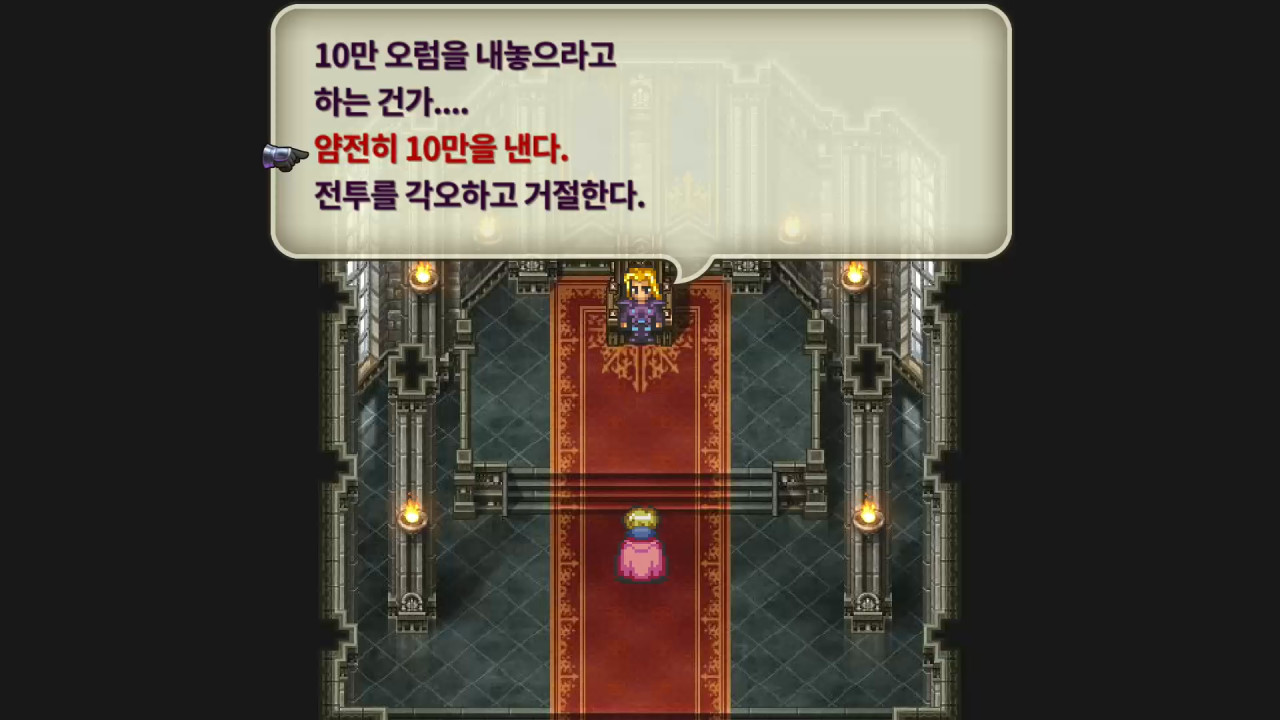 10만 오럼을 내놓으라고
하는 건가....
얌전히 10만을 낸다.
전투를 각오하고 거절한다.